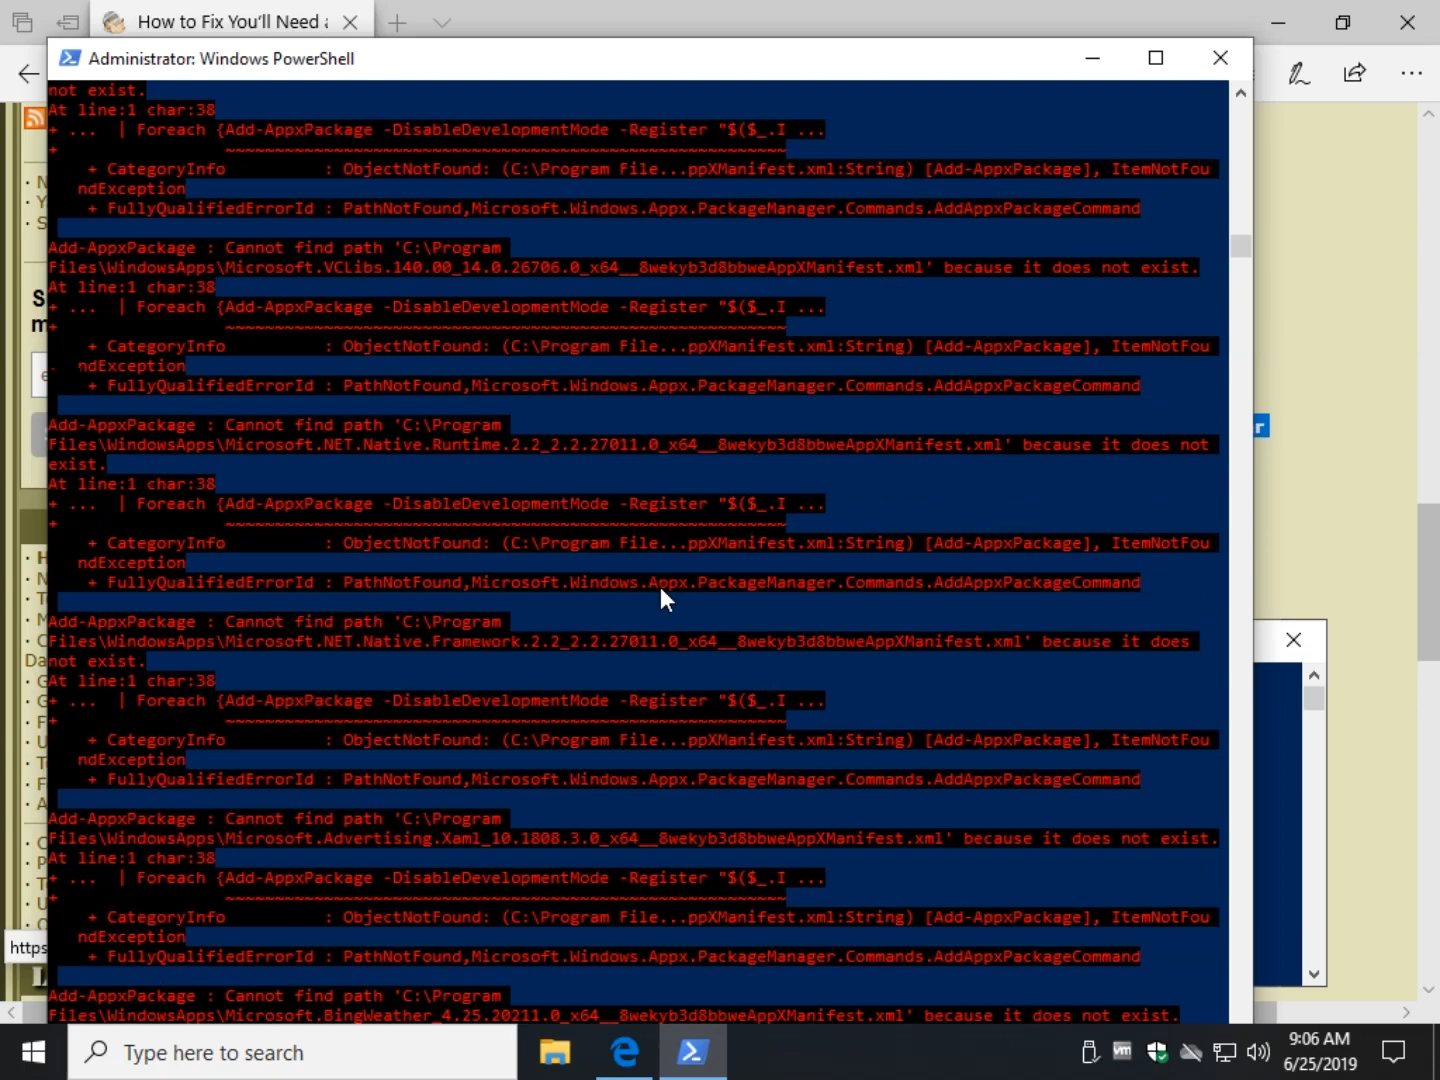 How to Fix You'll Need a
Administrator: Windows PowerShell
not exist.
At line:1 char:38
+ ...  | Foreach {Add-AppxPackage -DisableDevelopmentMode -Register "$($_.I ...
+                 ~~~~~~~~~~~~~~~~~~~~~~~~~~~~~~~~~~~~~~~~~~~~~~~~~~~~~~~~~
    + CategoryInfo          : ObjectNotFound: (C:\Program File...ppXManifest.xml:String) [Add-AppxPackage], ItemNotFou
   ndException
    + FullyQualifiedErrorId : PathNotFound,Microsoft.Windows.Appx.PackageManager.Commands.AddAppxPackageCommand
Add-AppxPackage : Cannot find path 'C:\Program
Files\WindowsApps\Microsoft.VCLibs.140.00_14.0.26706.0_x64__8wekyb3d8bbweAppXManifest.xml' because it does not exist.
At line:1 char:38
+ ...  | Foreach {Add-AppxPackage -DisableDevelopmentMode -Register "$($_.I ...
+                 ~~~~~~~~~~~~~~~~~~~~~~~~~~~~~~~~~~~~~~~~~~~~~~~~~~~~~~~~~
    + CategoryInfo          : ObjectNotFound: (C:\Program File...ppXManifest.xml:String) [Add-AppxPackage], ItemNotFou
   ndException
    + FullyQualifiedErrorId : PathNotFound,Microsoft.Windows.Appx.PackageManager.Commands.AddAppxPackageCommand
Add-AppxPackage : Cannot find path 'C:\Program
Files\WindowsApps\Microsoft.NET.Native.Runtime.2.2_2.2.27011.0_x64__8wekyb3d8bbweAppXManifest.xml' because it does not
exist.
At line:1 char:38
+ ...  | Foreach {Add-AppxPackage -DisableDevelopmentMode -Register "$($_.I ...
+                 ~~~~~~~~~~~~~~~~~~~~~~~~~~~~~~~~~~~~~~~~~~~~~~~~~~~~~~~~~
    + CategoryInfo          : ObjectNotFound: (C:\Program File...ppXManifest.xml:String) [Add-AppxPackage], ItemNotFou
   ndException
    + FullyQualifiedErrorId : PathNotFound,Microsoft.Windows.Appx.PackageManager.Commands.AddAppxPackageCommand
Add-AppxPackage : Cannot find path 'C:\Program
Files\WindowsApps\Microsoft.NET.Native.Framework.2.2_2.2.27011.0_x64__8wekyb3d8bbweAppXManifest.xml' because it does
not exist.
At line:1 char:38
+ ...  | Foreach {Add-AppxPackage -DisableDevelopmentMode -Register "$($_.I ...
+                 ~~~~~~~~~~~~~~~~~~~~~~~~~~~~~~~~~~~~~~~~~~~~~~~~~~~~~~~~~
    + CategoryInfo          : ObjectNotFound: (C:\Program File...ppXManifest.xml:String) [Add-AppxPackage], ItemNotFou
   ndException
    + FullyQualifiedErrorId : PathNotFound,Microsoft.Windows.Appx.PackageManager.Commands.AddAppxPackageCommand
Add-AppxPackage : Cannot find path 'C:\Program
Files\WindowsApps\Microsoft.Advertising.Xaml_10.1808.3.0_x64__8wekyb3d8bbweAppXManifest.xml' because it does not exist.
At line:1 char:38
+ ...  | Foreach {Add-AppxPackage -DisableDevelopmentMode -Register "$($_.I ...
+                 ~~~~~~~~~~~~~~~~~~~~~~~~~~~~~~~~~~~~~~~~~~~~~~~~~~~~~~~~~
    + CategoryInfo          : ObjectNotFound: (C:\Program File...ppXManifest.xml:String) [Add-AppxPackage], ItemNotFou
   ndException
    + FullyQualifiedErrorId : PathNotFound,Microsoft.Windows.Appx.PackageManager.Commands.AddAppxPackageCommand
Add-AppxPackage : Cannot find path 'C:\Program
Files\WindowsApps\Microsoft.BingWeather_4.25.20211.0_x64__8wekyb3d8bbweAppXManifest.xml' because it does not exist.
https
Type here to search
vm
9:06 AM
6/25/2019